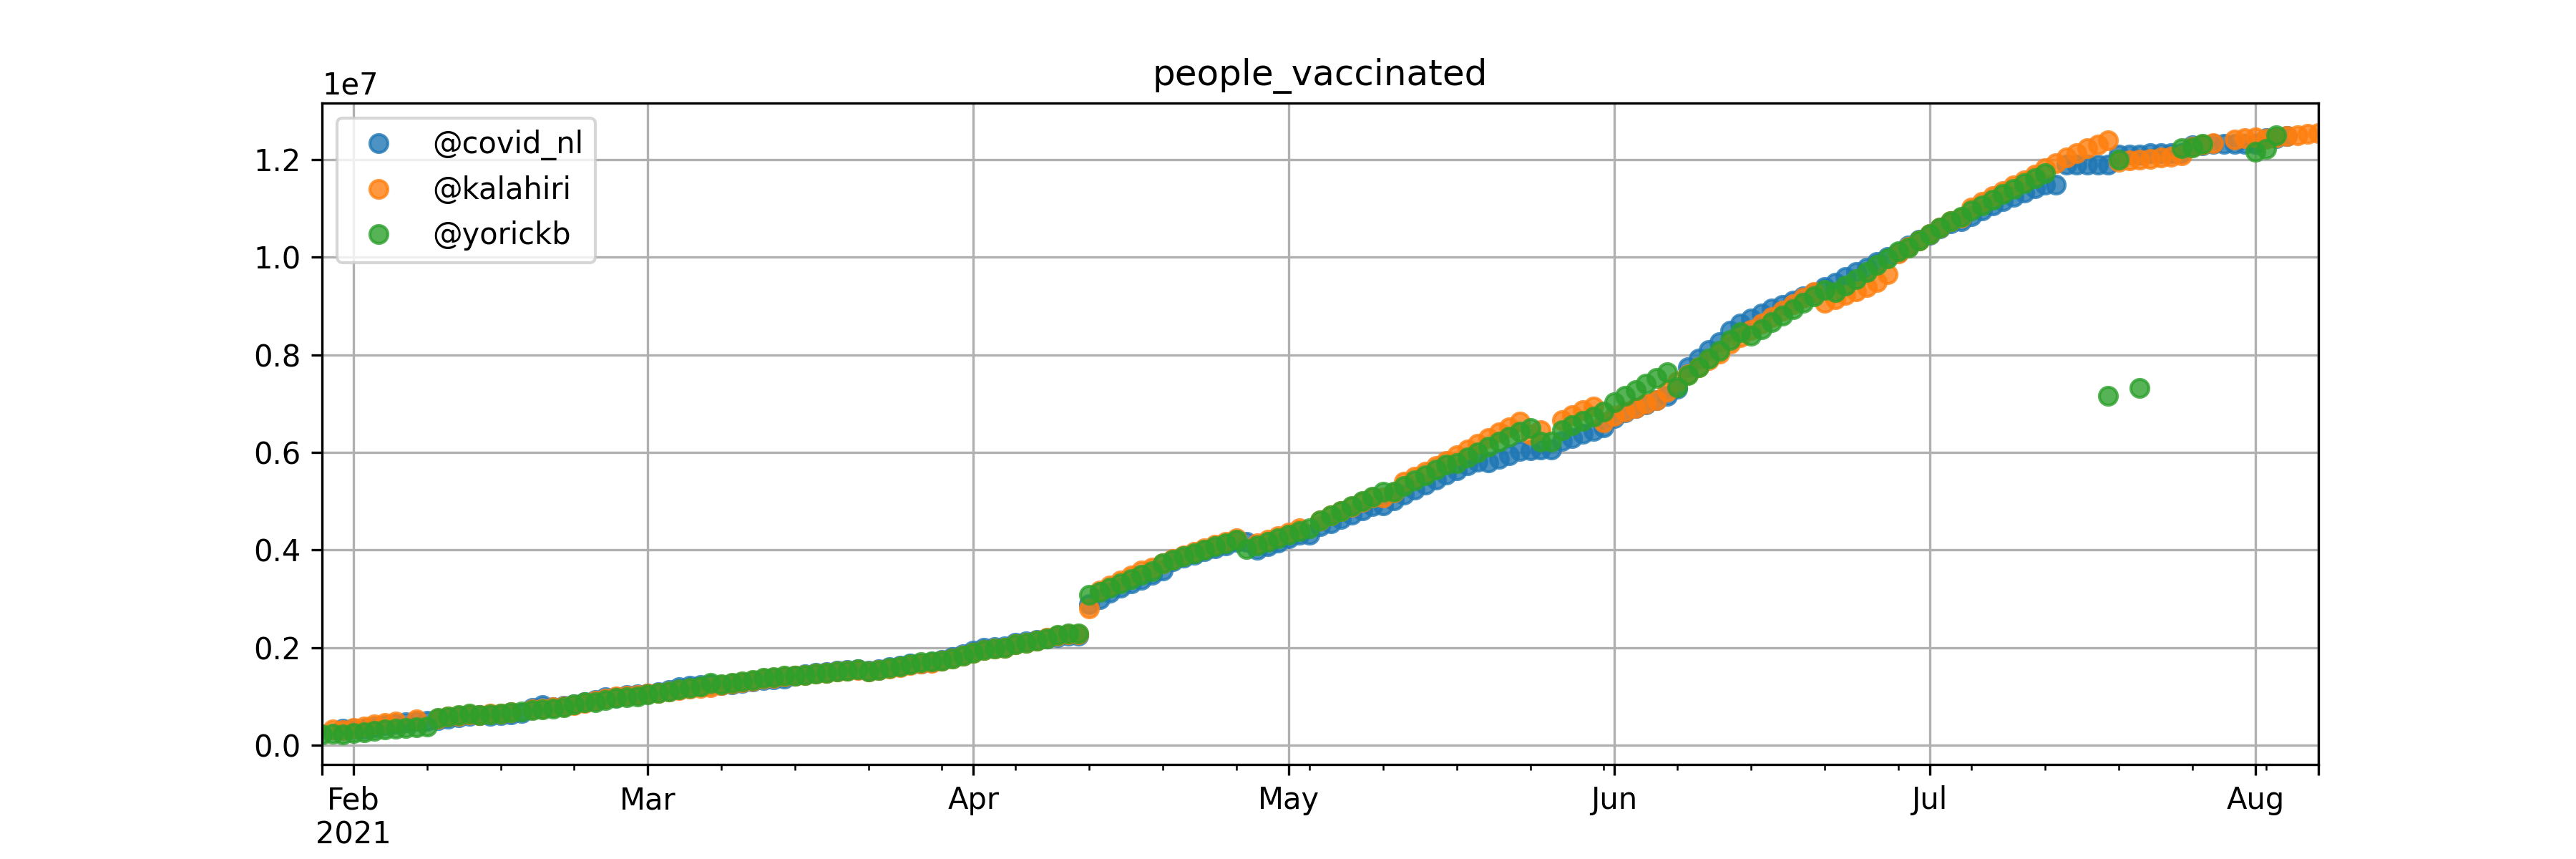 people_vaccinated
1e7
@covid_nl
@kalahiri
@yorickb
1.2
1.0
0.8
0.6
0.4
0.2
0.0
Feb Mar Apr May Jun Jul Aug
2021